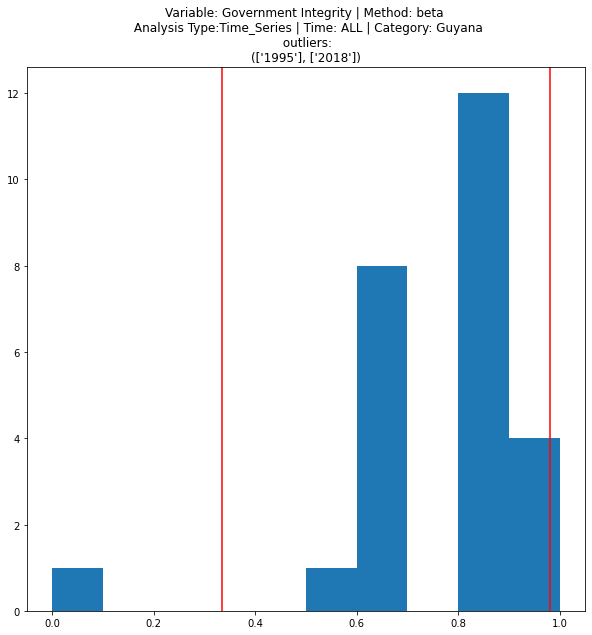 Variable: Government Integrity | Method: beta
Analysis Type:Time_Series | Time: ALL | Category: Guyana
outliers:
(['1995'], ['2018'])
12
10
8
6
4
2
0
0.0 0.2 0.4 0.6 0.8 1.0